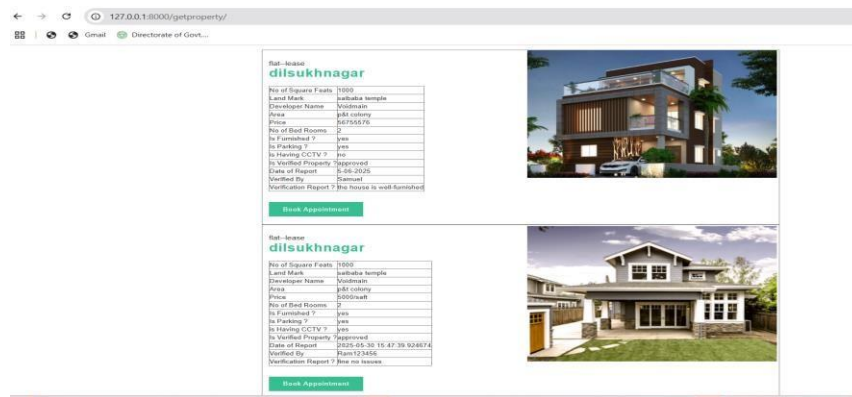 127.0.0.1:8000/getproperty/
Gmail Directorate of Govt...
flat--lease
dilsukhnagar
No of Square Feats 1000
Land Mark saibaba temple
Developer Name Voidmain
Area p&t colony
Price 56755576
No of Bed Rooms 2
Is Furnished ? yes
Is Parking ? yes
Is Having CCTV ? no
Is Verified Property ? approved
Date of Report 5-06-2025
Verified By Samuel
Verification Report ? the house is well-furnished
Book Appointment
flat--lease
dilsukhnagar
No of Square Feats 1000
Land Mark saibaba temple
Developer Name Voidmain
Area p&t colony
Price 5000/saft
No of Bed Rooms 2
Is Furnished ? yes
Is Parking ? yes
Is Having CCTV ? yes
Is Verified Property ? approved
Date of Report 2025-05-30 15:47:39.924674
Verified By Ram123456
Verification Report ? fine no issues
Book Appointment